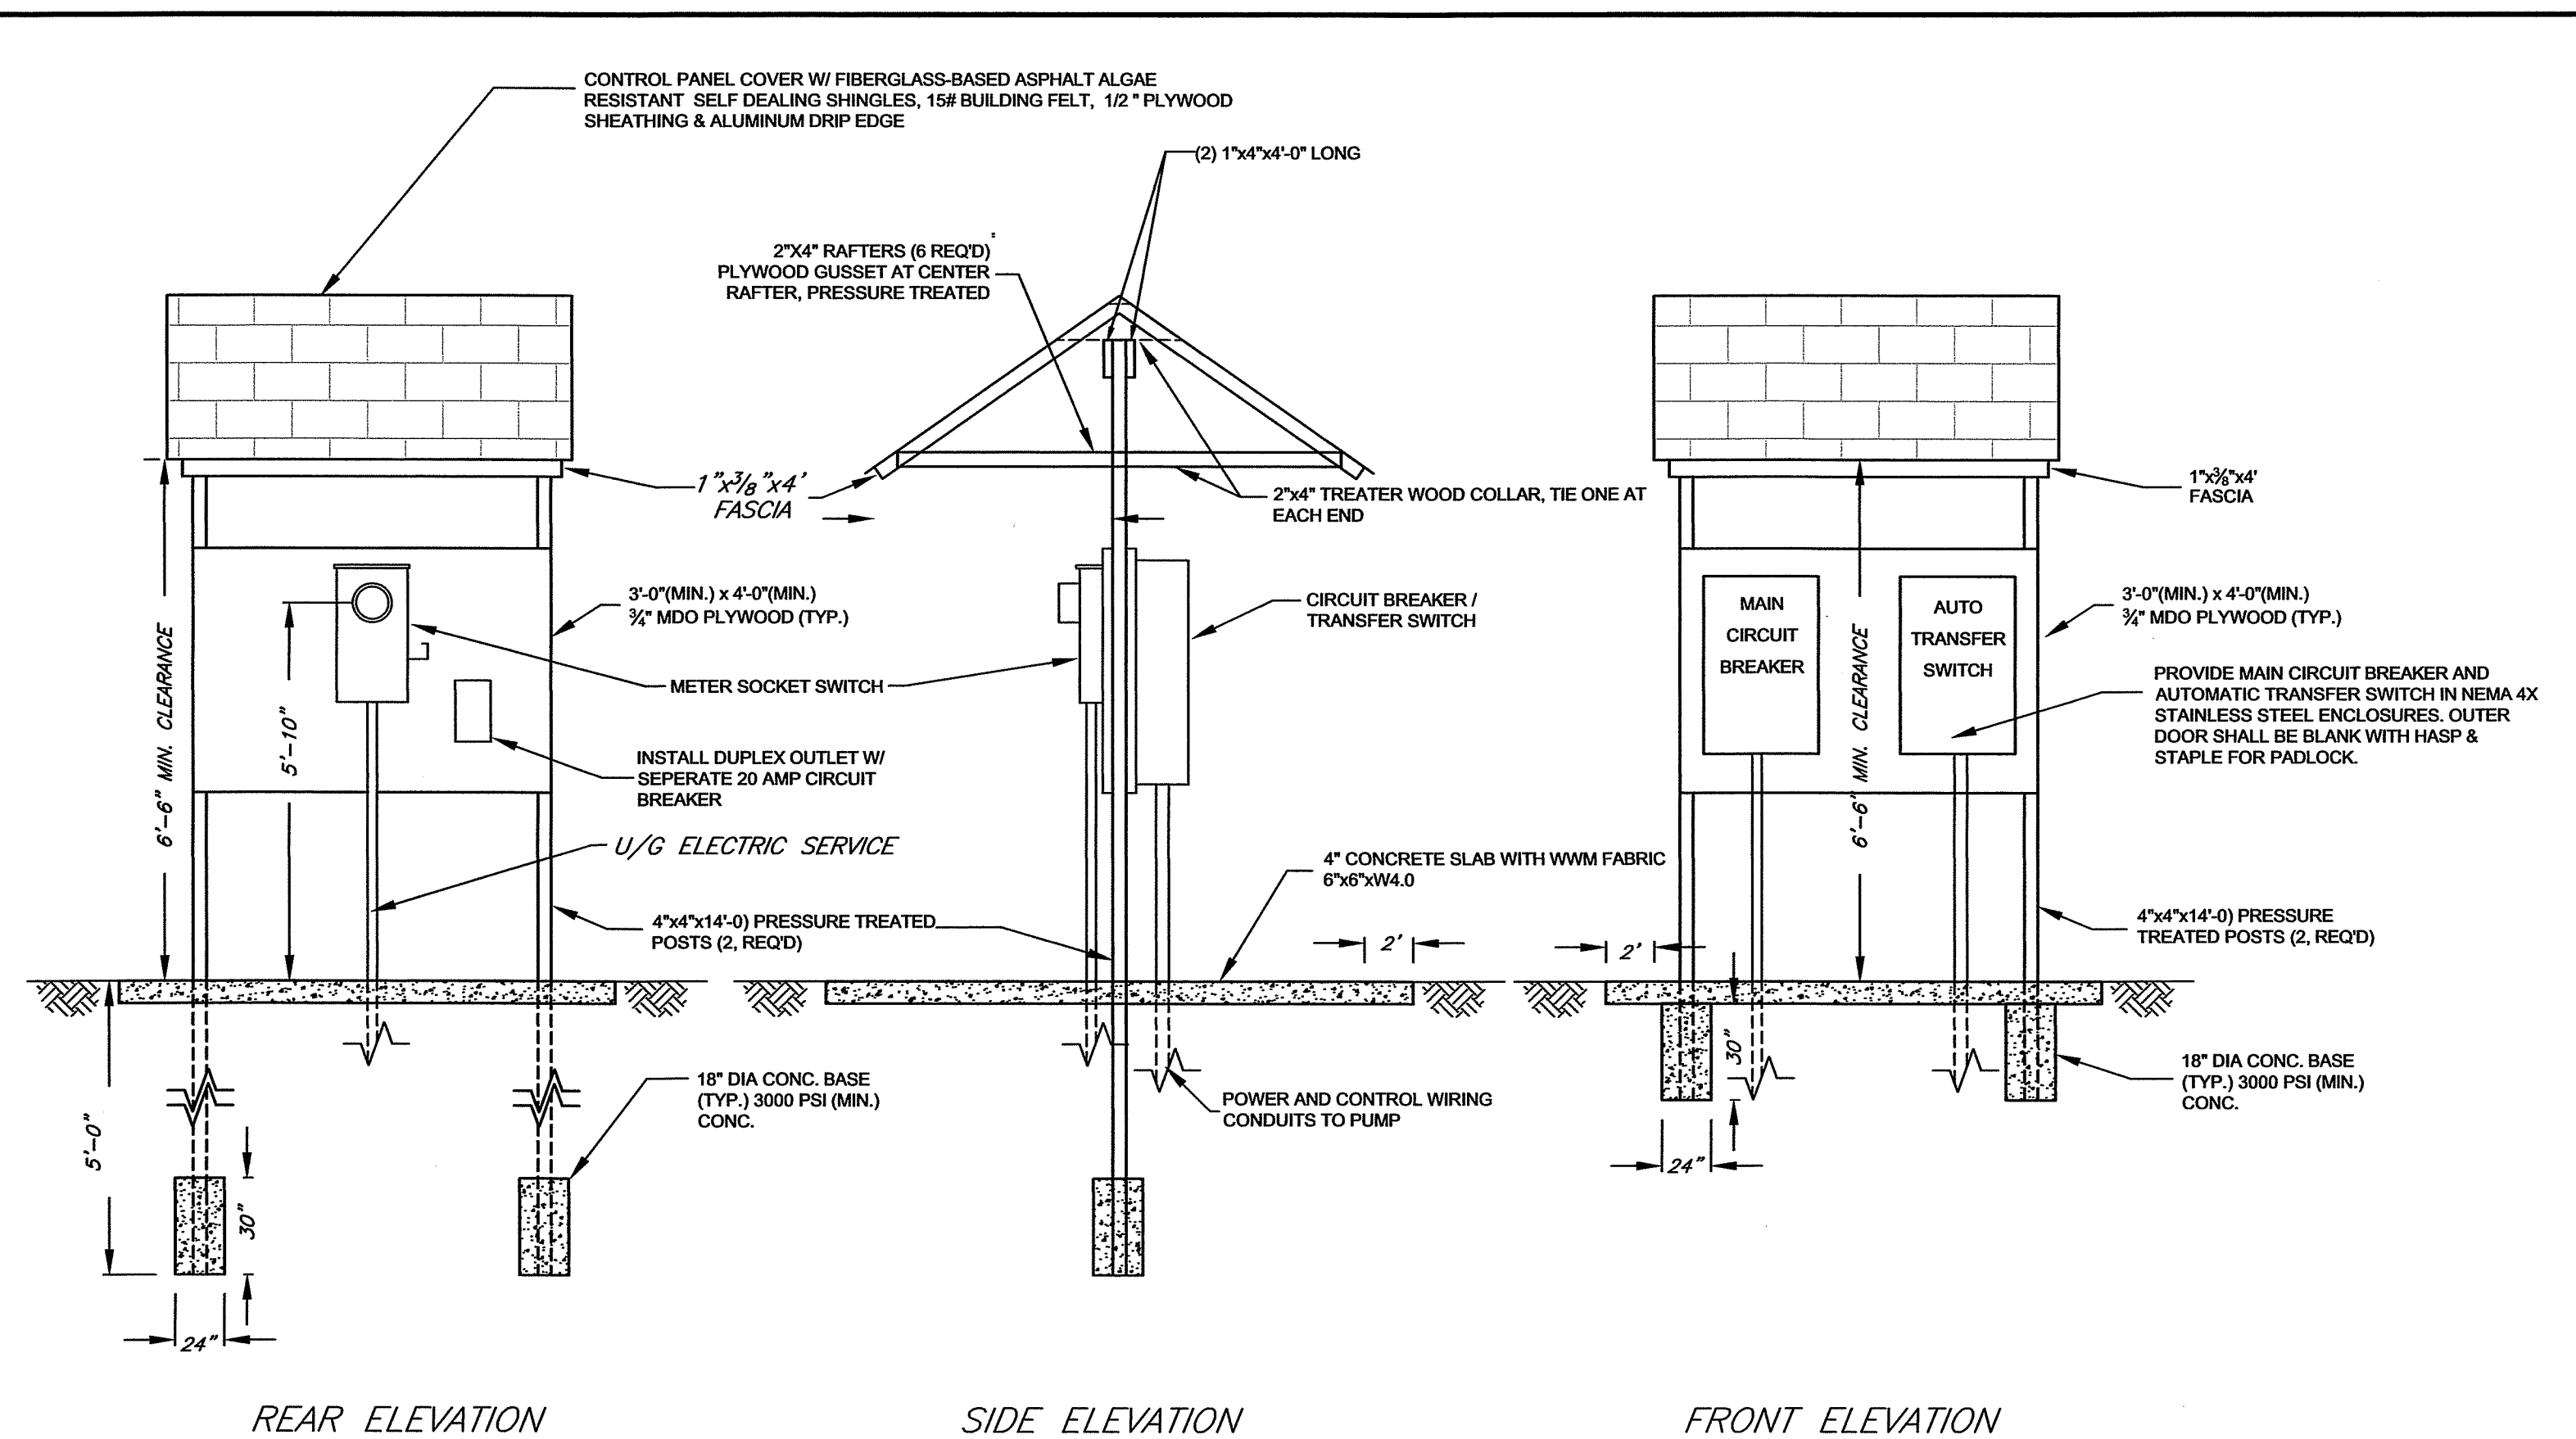 CONTROL PANEL COVER W/ FIBERGLASS-BASED ASPHALT ALGAE
RESISTANT SELF DEALING SHINGLES, 15# BUILDING FELT, 1/2 " PLYWOOD
SHEATHING & ALUMINUM DRIP EDGE
(2) 1"x4"x4'-0" LONG
2"X4" RAFTERS (6 REQ'D)
PLYWOOD GUSSET AT CENTER
RAFTER, PRESSURE TREATED
1"x3/8"x4'
FASCIA
2"x4" TREATER WOOD COLLAR, TIE ONE AT
EACH END
1"x3/8"x4'
FASCIA
6'-6" MIN. CLEARANCE
5'-10"
3'-0"(MIN.) x 4'-0"(MIN.)
3/4" MDO PLYWOOD (TYP.)
METER SOCKET SWITCH
INSTALL DUPLEX OUTLET W/
SEPERATE 20 AMP CIRCUIT
BREAKER
U/G ELECTRIC SERVICE
4"x4"x14'-0) PRESSURE TREATED
POSTS (2, REQ'D)
CIRCUIT BREAKER /
TRANSFER SWITCH
4" CONCRETE SLAB WITH WWM FABRIC
6"x6"xW4.0
2'
MAIN
CIRCUIT
BREAKER
AUTO
TRANSFER
SWITCH
6'-6" MIN. CLEARANCE
3'-0"(MIN.) x 4'-0"(MIN.)
3/4" MDO PLYWOOD (TYP.)
PROVIDE MAIN CIRCUIT BREAKER AND
AUTOMATIC TRANSFER SWITCH IN NEMA 4X
STAINLESS STEEL ENCLOSURES. OUTER
DOOR SHALL BE BLANK WITH HASP &
STAPLE FOR PADLOCK.
4"x4"x14'-0) PRESSURE
TREATED POSTS (2, REQ'D)
2'
5'-0"
30"
24"
18" DIA CONC. BASE
(TYP.) 3000 PSI (MIN.)
CONC.
POWER AND CONTROL WIRING
CONDUITS TO PUMP
30"
24"
18" DIA CONC. BASE
(TYP.) 3000 PSI (MIN.)
CONC.
REAR ELEVATION
SIDE ELEVATION
FRONT ELEVATION